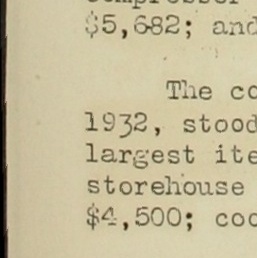 $5,682; and
The co
1932, stood
largest ite
storehouse
$4,500; coo